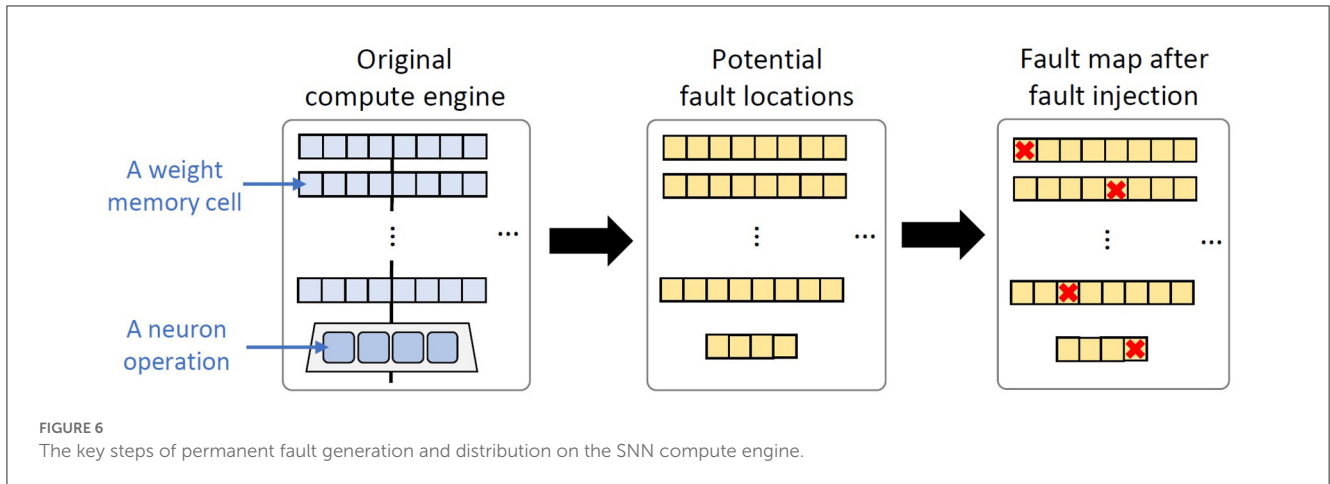 Original
compute engine
Potential
fault locations
Fault map after
fault injection
A weight
memory cell
⋮
...
⋮
...
⋮
...
A neuron
operation
FIGURE 6
The key steps of permanent fault generation and distribution on the SNN compute engine.